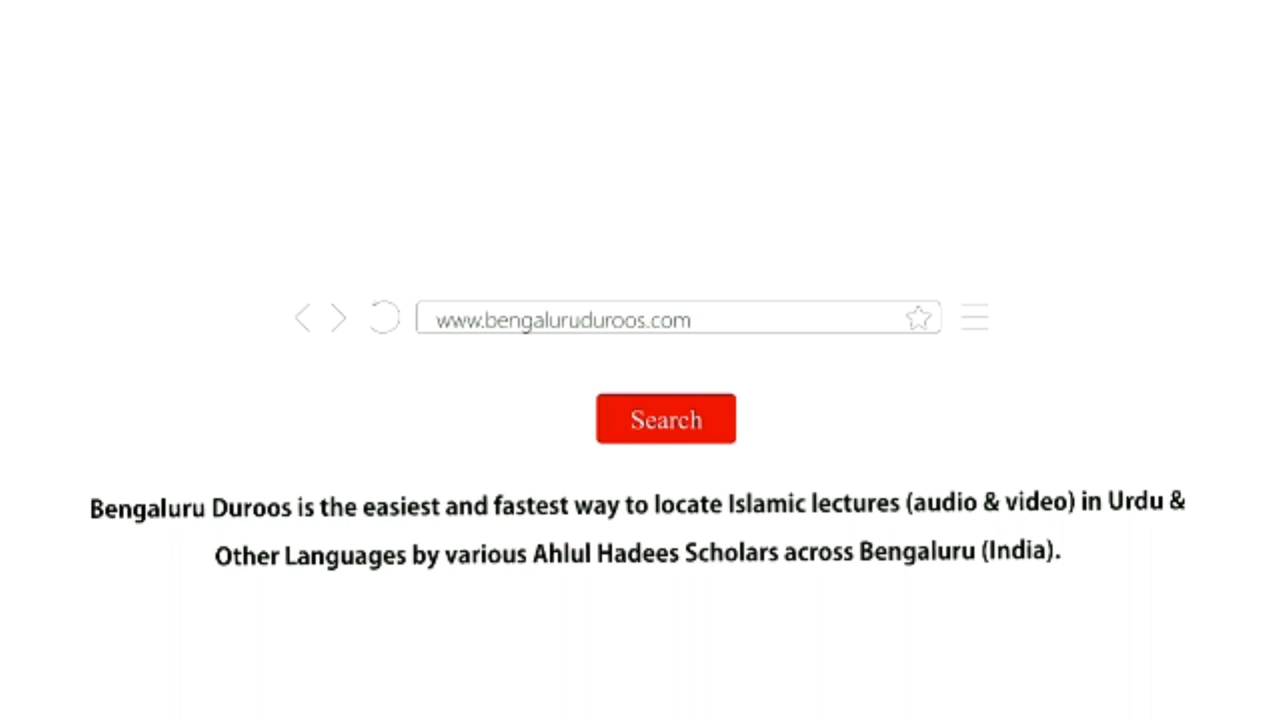 www.bengaluruduroos.com
Search
Bengaluru Duroos is the easiest and fastest way to locate Islamic lectures (audio & video) in Urdu &
Other Languages by various Ahlul Hadees Scholars across Bengaluru (India).